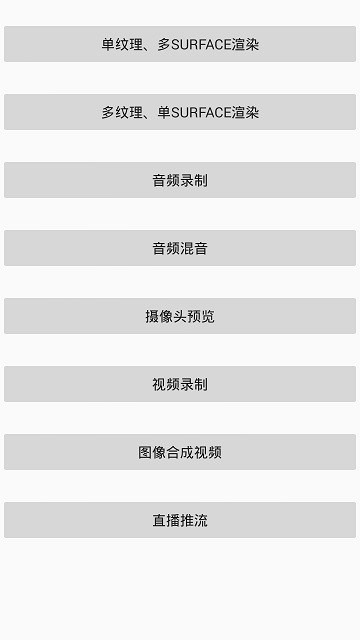 单纹理、多SURFACE渲染
多纹理、单SURFACE渲染
音频录制
音频混音
摄像头预览
视频录制
图像合成视频
直播推流